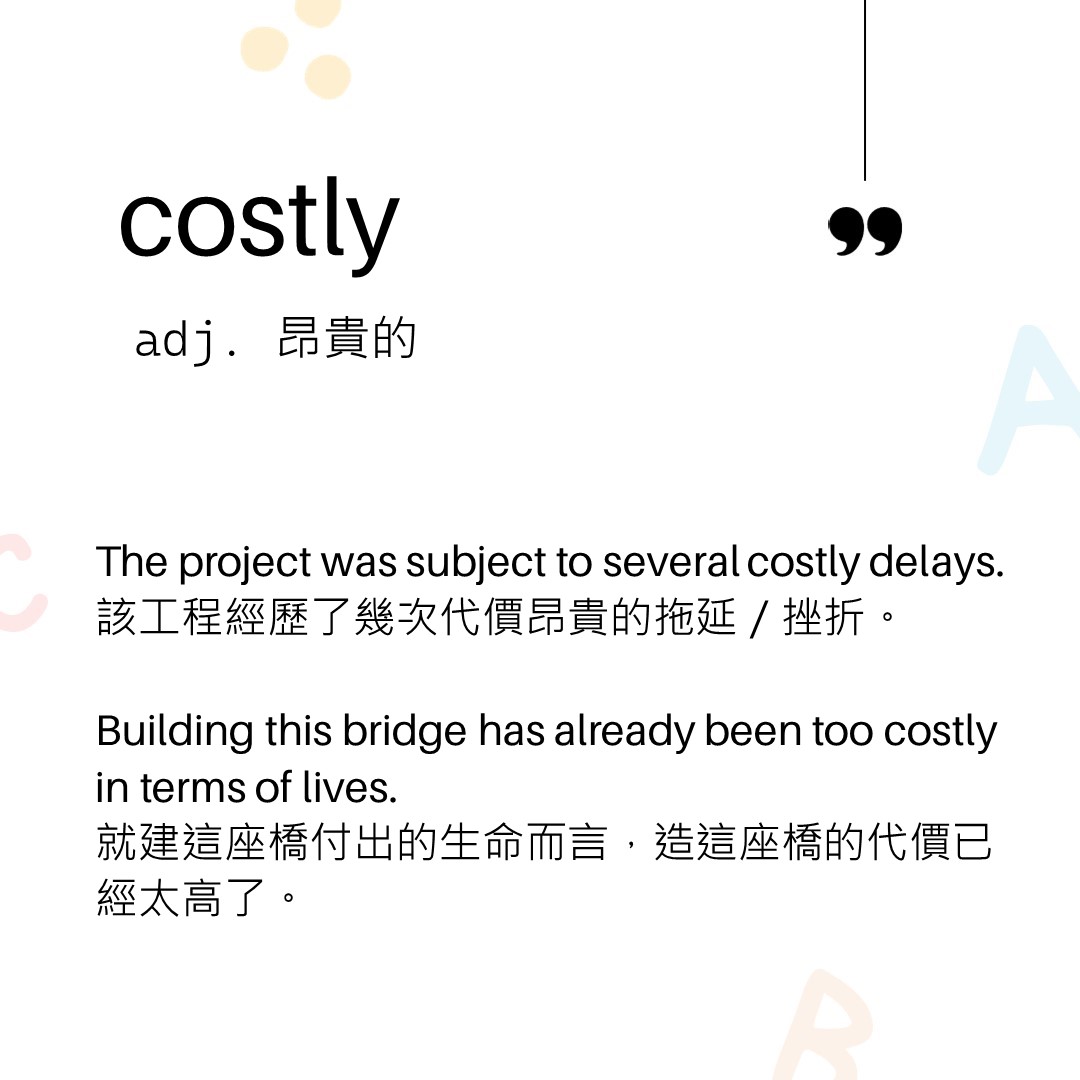 costly
”
adj. 昂貴的
A
C
The project was subject to several costly delays.
該工程經歷了幾次代價昂貴的拖延 / 挫折。
Building this bridge has already been too costly
in terms of lives.
就建這座橋付出的生命而言，造這座橋的代價已
經太高了。
B